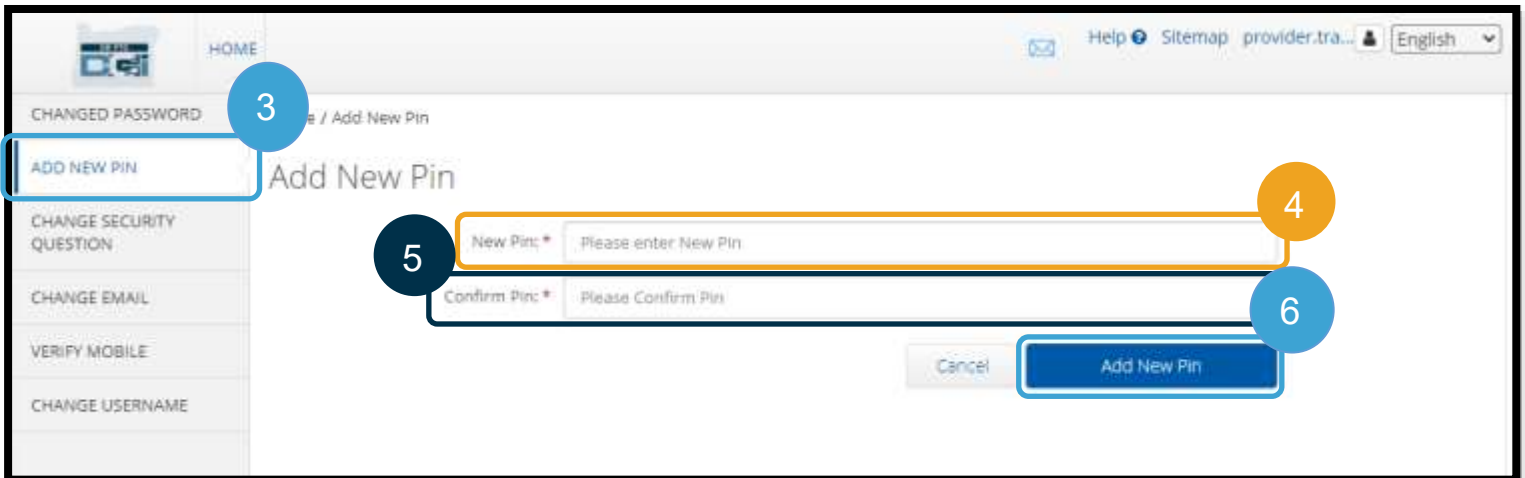 HOME
Help Sitemap provider.tra... English
CHANGED PASSWORD
3
/ Add New Pin
ADD NEW PIN
Add New Pin
CHANGE SECURITY
QUESTION
4
5
New Pin: * Please enter New Pin
CHANGE EMAIL
Confirm Pin: * Please Confirm Pin
6
VERIFY MOBILE
Cancel Add New Pin
CHANGE USERNAME